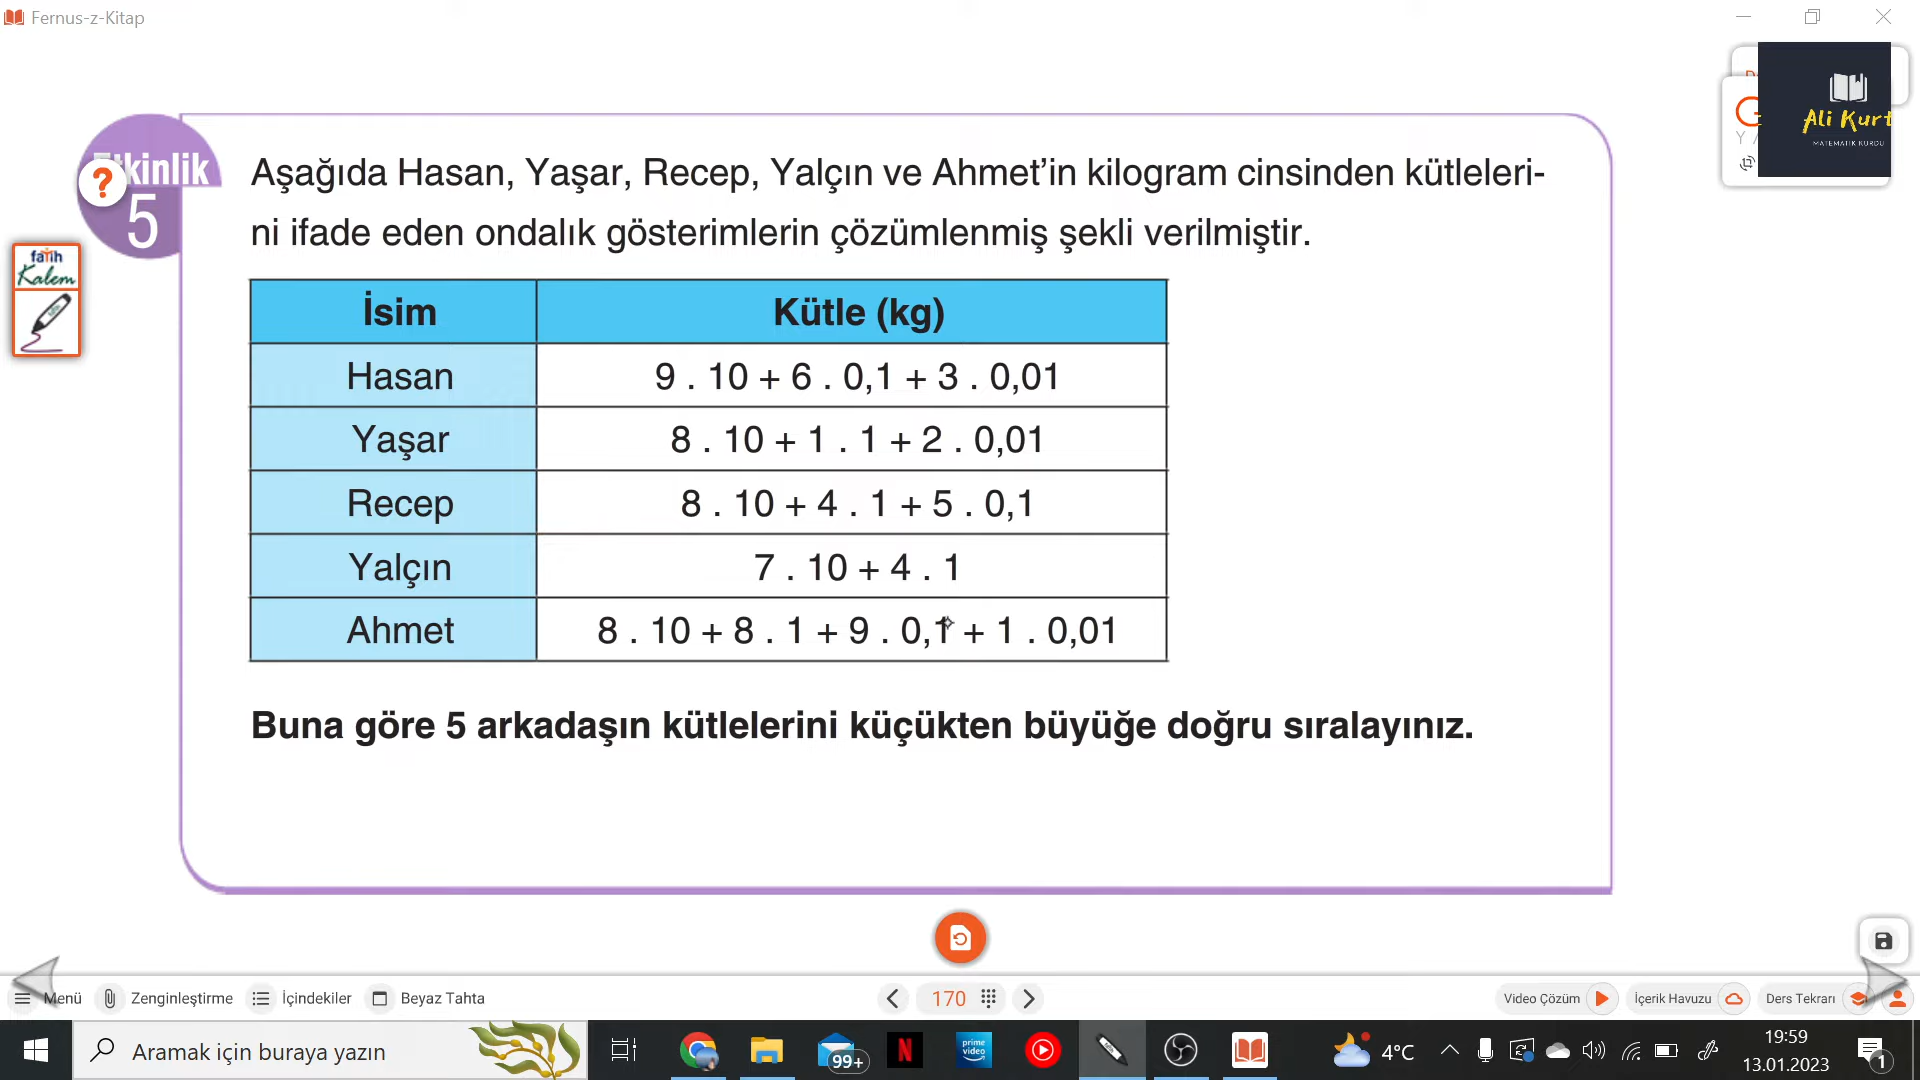 Fernus-z-Kitap
Ali Kurt
MATEMATİK KURDU
Etkinlik
?
5
Aşağıda Hasan, Yaşar, Recep, Yalçın ve Ahmet’in kilogram cinsinden kütleleri-
ni ifade eden ondalık gösterimlerin çözümlenmiş şekli verilmiştir.
fatih
Kalem
İsim Kütle (kg)
Hasan 9 . 10 + 6 . 0,1 + 3 . 0,01
Yaşar 8 . 10 + 1 . 1 + 2 . 0,01
Recep 8 . 10 + 4 . 1 + 5 . 0,1
Yalçın 7 . 10 + 4 . 1
Ahmet 8 . 10 + 8 . 1 + 9 . 0,1 + 1 . 0,01
Buna göre 5 arkadaşın kütlelerini küçükten büyüğe doğru sıralayınız.
Menü Zenginleştirme İçindekiler Beyaz Tahta 170 Video Çözüm İçerik Havuzu Ders Tekrarı
Aramak için buraya yazın 99+ N prime video 4°C 19:59
13.01.2023 1